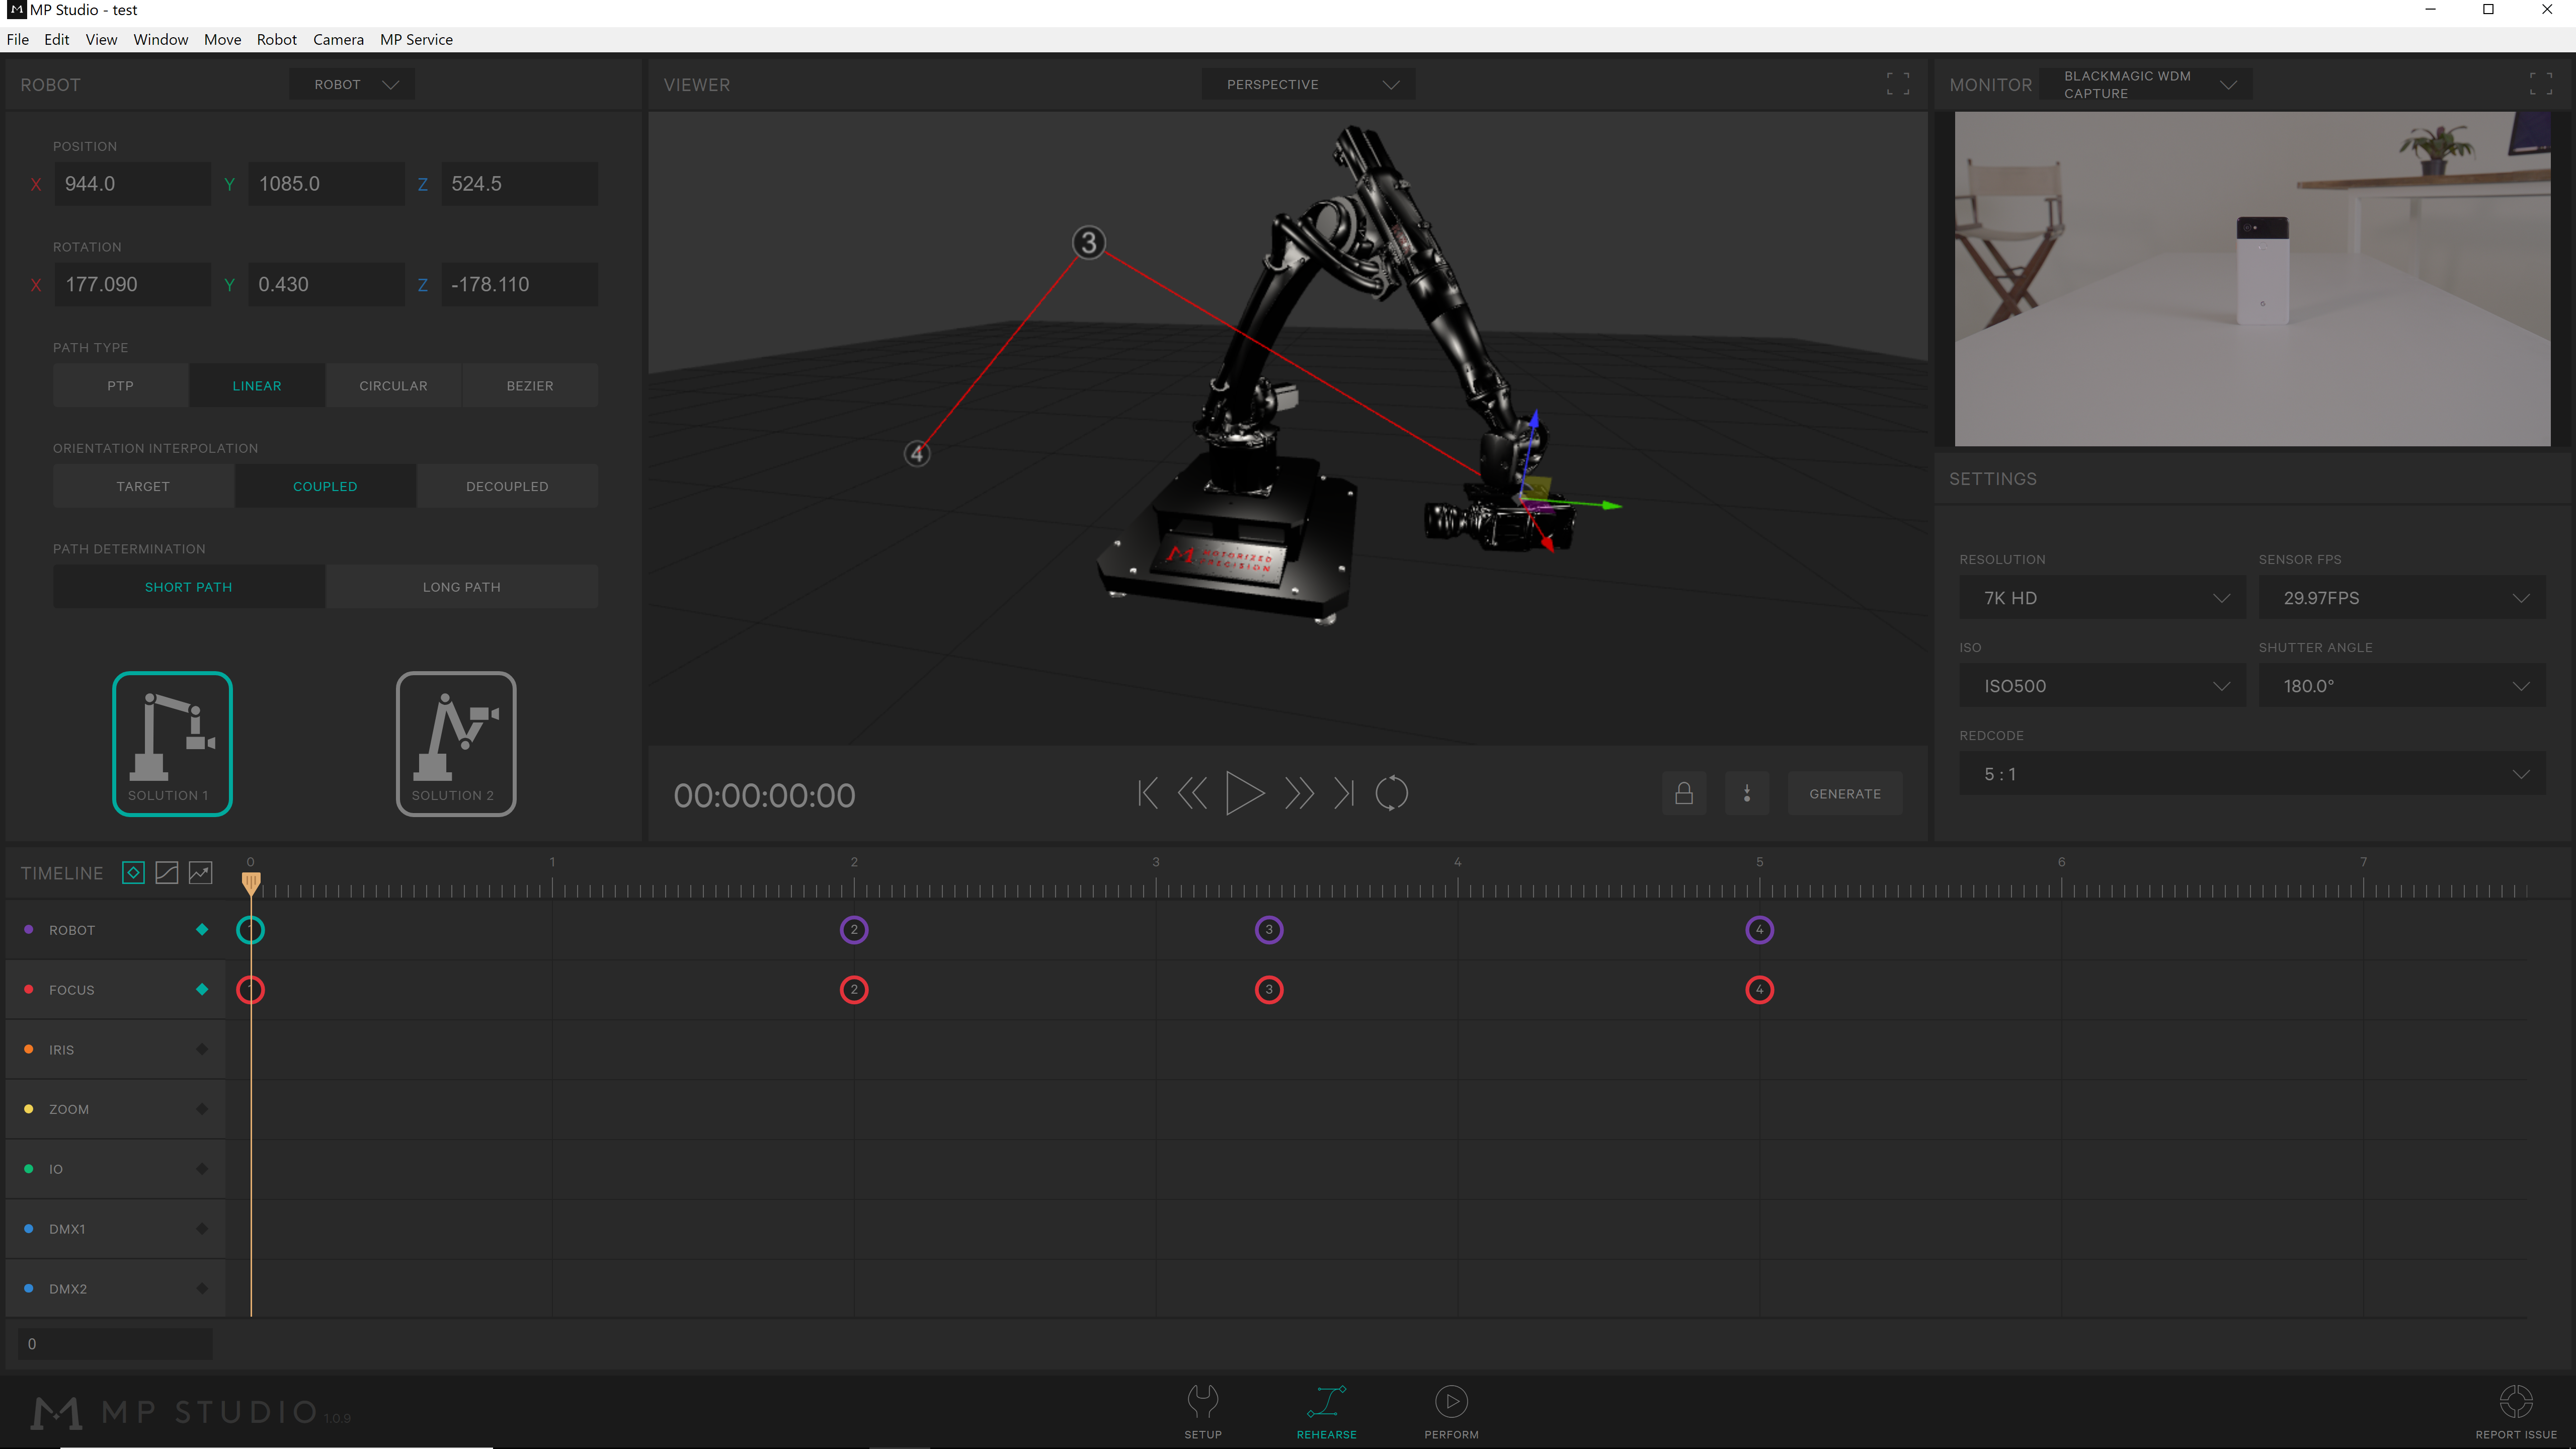 MP Studio - test
File Edit View Window Move Robot Camera MP Service
ROBOT
ROBOT
POSITION
X 944.0 Y 1085.0 Z 524.5
ROTATION
X 177.090 Y 0.430 Z -178.110
PATH TYPE
PTP LINEAR CIRCULAR BEZIER
ORIENTATION INTERPOLATION
TARGET COUPLED DECOUPLED
PATH DETERMINATION
SHORT PATH LONG PATH
SOLUTION 1 SOLUTION 2
VIEWER
PERSPECTIVE
3
4
MOTORIZED
PRECISION
00:00:00:00
GENERATE
MONITOR
BLACKMAGIC WDM
CAPTURE
SETTINGS
RESOLUTION SENSOR FPS
7K HD 29.97FPS
ISO SHUTTER ANGLE
ISO500 180.0°
REDCODE
5 : 1
TIMELINE
0 1 2 3 4 5 6 7
ROBOT 2 3 4
FOCUS 2 3 4
IRIS
ZOOM
IO
DMX1
DMX2
0
MP STUDIO 1.0.9
SETUP REHEARSE PERFORM
REPORT ISSUE